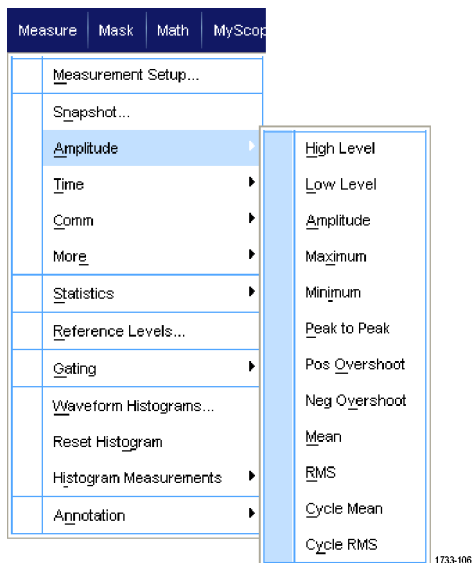 Measure Mask Math MyScop
Measurement Setup...
Snapshot...
Amplitude
Time
Comm
More
Statistics
Reference Levels...
Gating
Waveform Histograms...
Reset Histogram
Histogram Measurements
Annotation
High Level
Low Level
Amplitude
Maximum
Minimum
Peak to Peak
Pos Overshoot
Neg Overshoot
Mean
RMS
Cycle Mean
Cycle RMS
1733-106